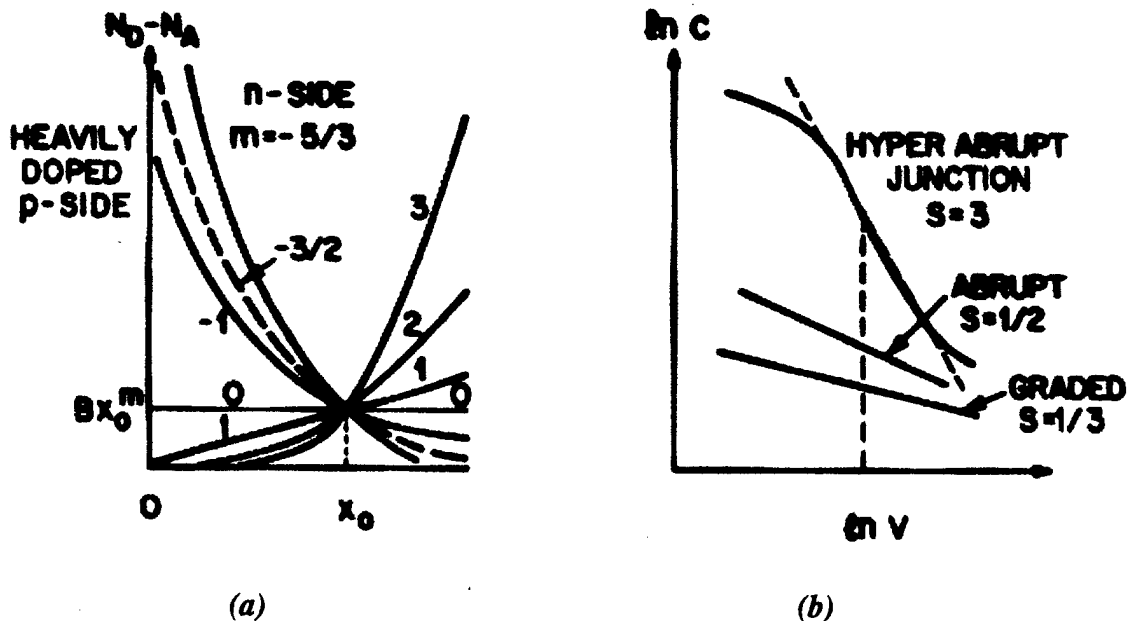 N_D-N_A
n-SIDE
m=-5/3
HEAVILY
DOPED
p-SIDE
3
-3/2
-1
2
1
0
0
Bx_0^m
1
0
x_0
(a)
ln C
HYPER ABRUPT
JUNCTION
S=3
ABRUPT
S=1/2
GRADED
S=1/3
ln V
(b)